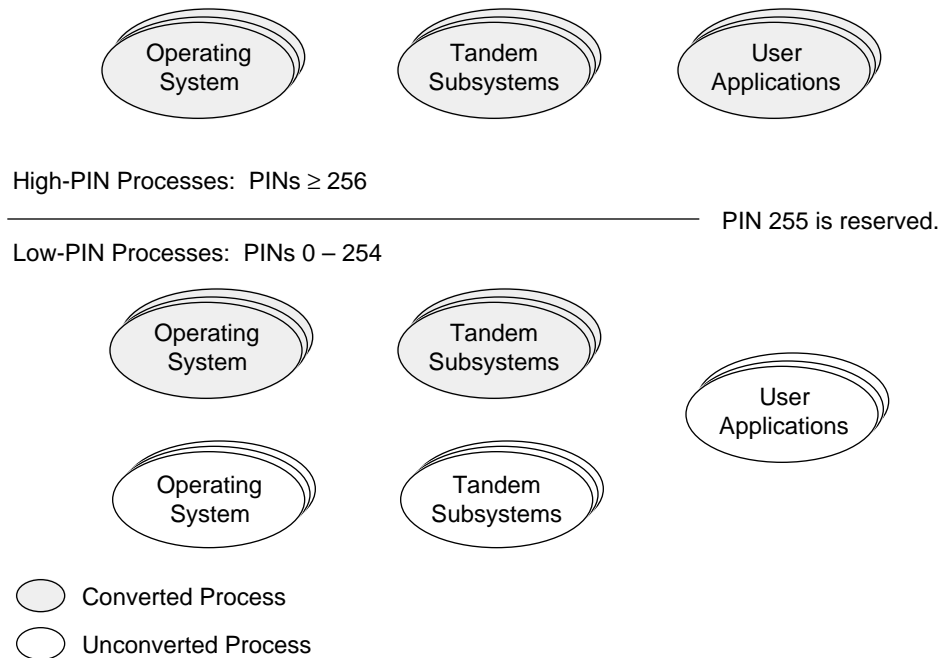 Operating
System
Tandem
Subsystems
User
Applications
High-PIN Processes: PINs ≥ 256
PIN 255 is reserved.
Low-PIN Processes: PINs 0 – 254
Operating
System
Tandem
Subsystems
User
Applications
Operating
System
Tandem
Subsystems
Converted Process
Unconverted Process